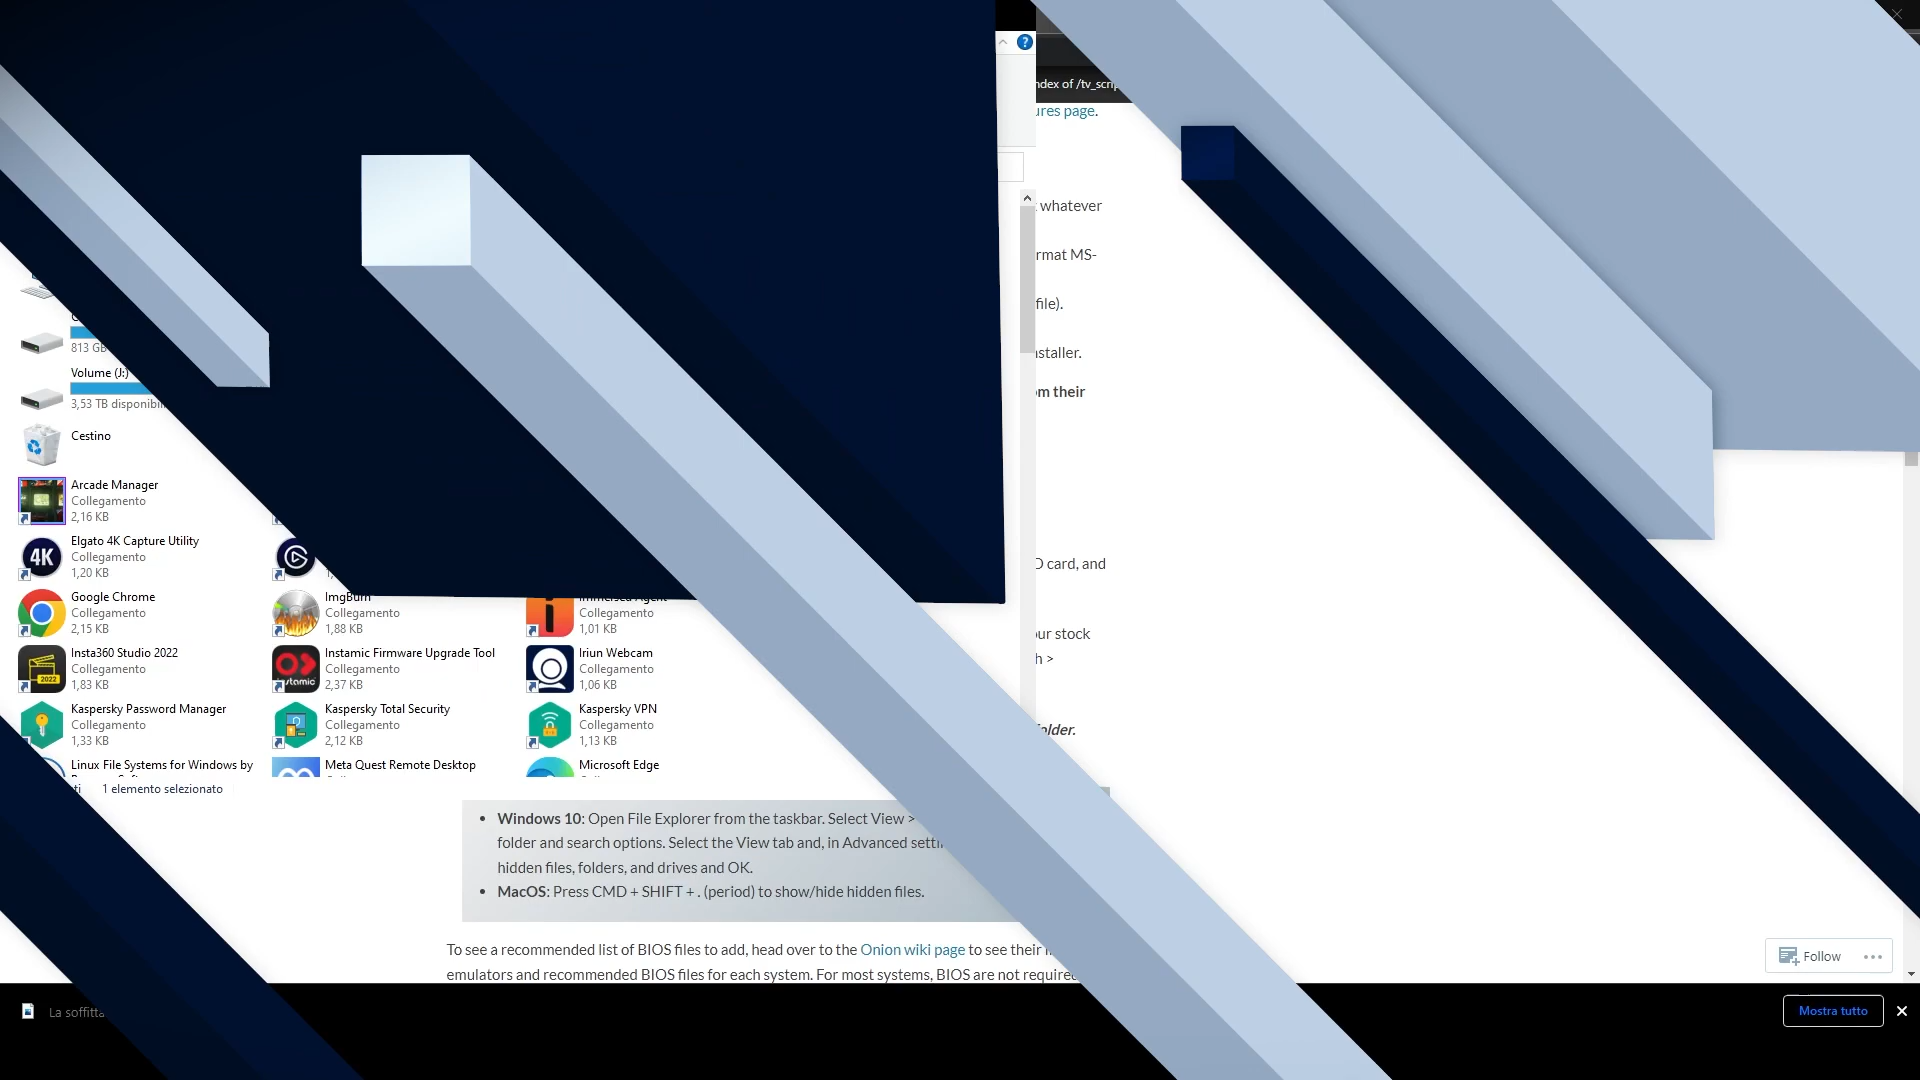 ?
ndex of /tv_scrip
ures page.
whatever
rmat MS-
file).
813 GB
staller.
Volume (J:)
3,53 TB disponibi
om their
Cestino
Arcade Manager
Collegamento
2,16 KB
Elgato 4K Capture Utility
Collegamento
1,20 KB
4K
D card, and
Google Chrome
Collegamento
2,15 KB
ImgBurn
Collegamento
1,88 KB
Immersed Agent
Collegamento
1,01 KB
our stock
h >
Insta360 Studio 2022
Collegamento
1,83 KB
2022
Instamic Firmware Upgrade Tool
Collegamento
2,37 KB
Iriun Webcam
Collegamento
1,06 KB
Kaspersky Password Manager
Collegamento
1,33 KB
Kaspersky Total Security
Collegamento
2,12 KB
Kaspersky VPN
Collegamento
1,13 KB
older.
Linux File Systems for Windows by
Meta Quest Remote Desktop
Microsoft Edge
ti 1 elemento selezionato
• Windows 10: Open File Explorer from the taskbar. Select View >
folder and search options. Select the View tab and, in Advanced setti
hidden files, folders, and drives and OK.
• MacOS: Press CMD + SHIFT + . (period) to show/hide hidden files.
To see a recommended list of BIOS files to add, head over to the Onion wiki page to see their
emulators and recommended BIOS files for each system. For most systems, BIOS are not require
Follow
La soffitta
Mostra tutto